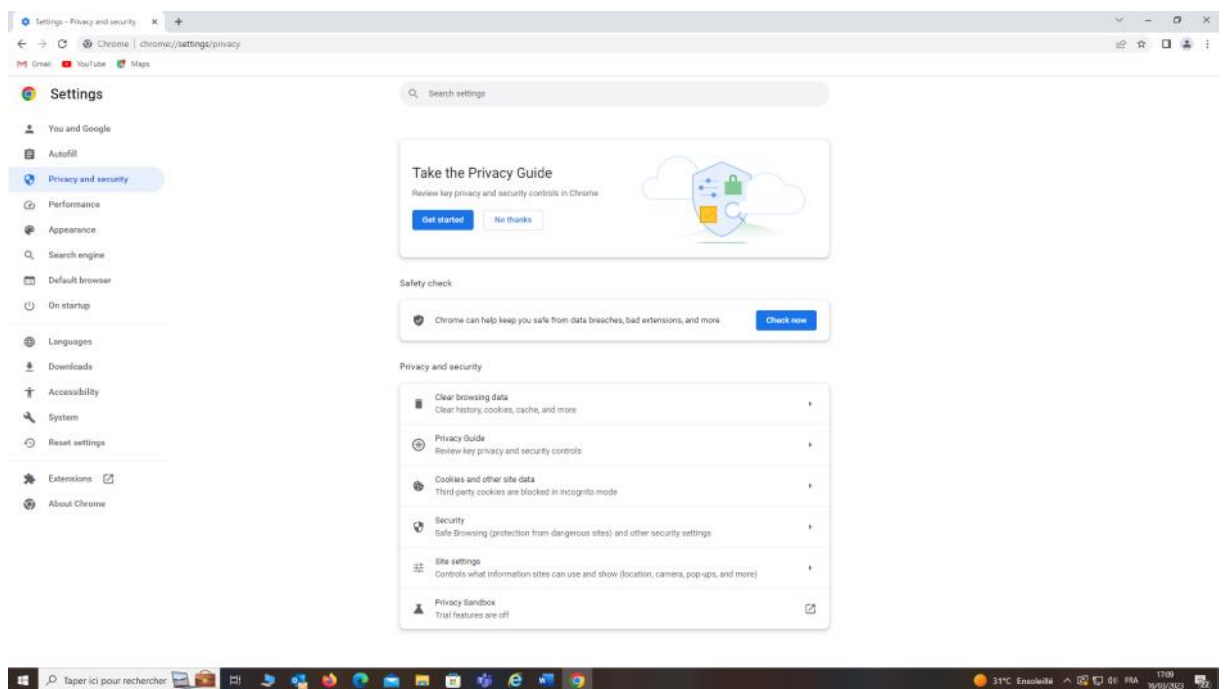 Settings - Privacy and security
Chrome | chrome://settings/privacy
Gmail YouTube Maps
Settings
Search settings
You and Google
Autofill
Privacy and security
Performance
Appearance
Search engine
Default browser
On startup
Languages
Downloads
Accessibility
System
Reset settings
Extensions
About Chrome
Take the Privacy Guide
Review key privacy and security controls in Chrome
Get started No thanks
Safety check
Chrome can help keep you safe from data breaches, bad extensions, and more Check now
Privacy and security
Clear browsing data
Clear history, cookies, cache, and more
Privacy Guide
Review key privacy and security controls
Cookies and other site data
Third-party cookies are blocked in Incognito mode
Security
Safe Browsing (protection from dangerous sites) and other security settings
Site settings
Controls what information sites can use and show (location, camera, pop-ups, and more)
Privacy Sandbox
Trial features are off
Taper ici pour rechercher
31°C Ensoleillé FRA
17:09
16/03/2023